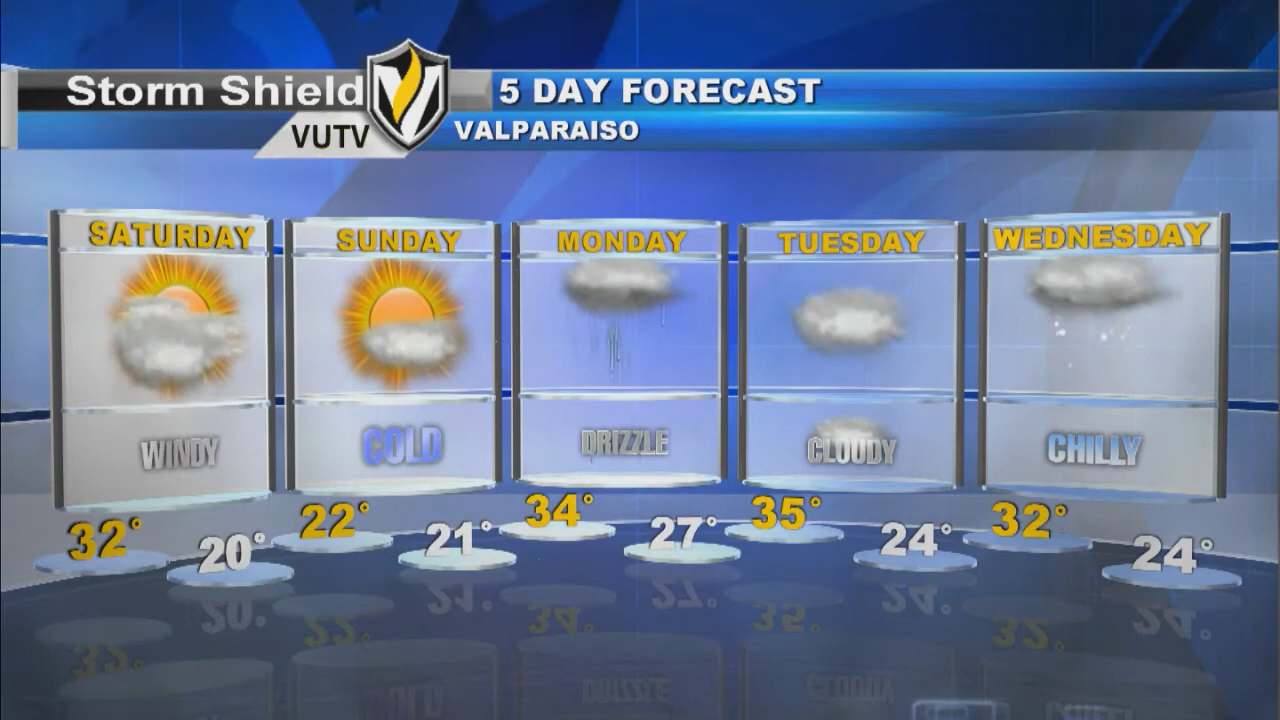 Storm Shield
VUTV
5 DAY FORECAST
VALPARAISO
SATURDAY
SUNDAY
MONDAY
TUESDAY
WEDNESDAY
WINDY
COLD
DRIZZLE
CLOUDY
CHILLY
32° 20° 22° 21° 34° 27° 35° 24° 32° 24°